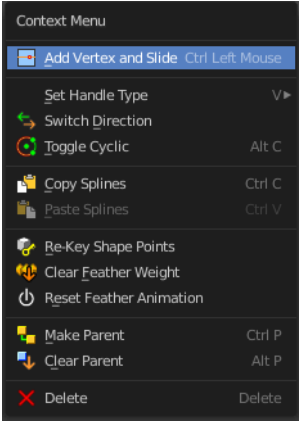 Context Menu
Add Vertex and Slide Ctrl Left Mouse
Set Handle Type V
Switch Direction
Toggle Cyclic Alt C
Copy Splines Ctrl C
Paste Splines Ctrl V
Re-Key Shape Points
Clear Feather Weight
Reset Feather Animation
Make Parent Ctrl P
Clear Parent Alt P
Delete Delete